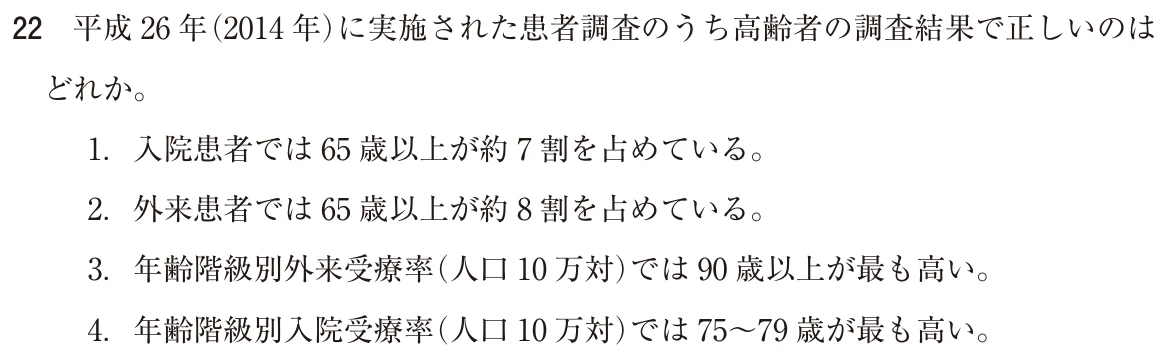 22 平成 26 年(2014 年)に実施された患者調査のうち高齢者の調査結果で正しいのは
どれか。
1. 入院患者では 65 歳以上が約 7 割を占めている。
2. 外来患者では 65 歳以上が約 8 割を占めている。
3. 年齢階級別外来受療率(人口 10 万対)では 90 歳以上が最も高い。
4. 年齢階級別入院受療率(人口 10 万対)では 75〜79 歳が最も高い。